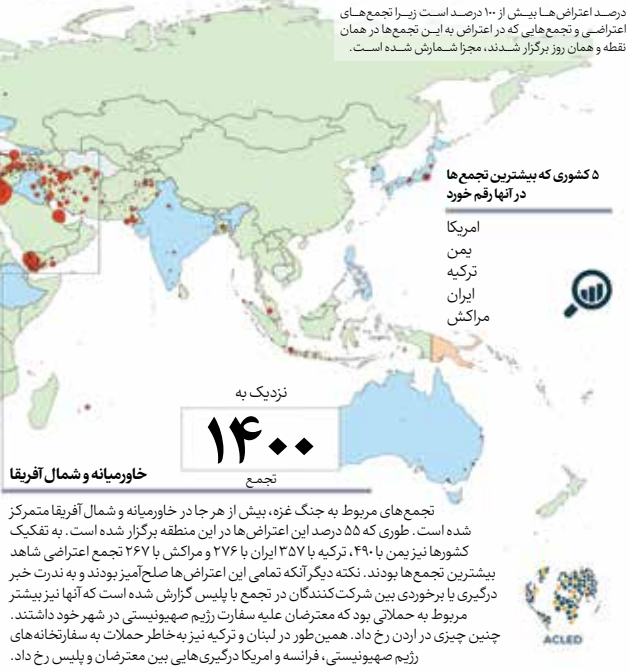 درصد اعتراض‌ها بیش از ۱۰۰ درصد است زیرا تجمع‌های
اعتراضی و تجمع‌هایی که در اعتراض به این تجمع‌ها در همان
نقطه و همان روز برگزار شدند، مجزا شمارش شده است.
۵ کشوری که بیشترین تجمع‌ها
در آنها رقم خورد
امریکا
یمن
ترکیه
ایران
مراکش
نزدیک به
۱۴۰۰
تجمع
خاورمیانه و شمال آفریقا
تجمع‌های مربوط به جنگ غزه، بیش از هر جا در خاورمیانه و شمال آفریقا متمرکز
شده است. طوری که ۵۵ درصد این اعتراض‌ها در این منطقه برگزار شده است. به تفکیک
کشورها نیز یمن با ۴۹۰، ترکیه با ۳۵۷ ایران با ۲۷۶ و مراکش با ۲۶۷ تجمع اعتراضی شاهد
بیشترین تجمع‌ها بودند. نکته دیگر آنکه تمامی این اعتراض‌ها صلح‌آمیز بودند و به ندرت خبر
درگیری یا برخوردی بین شرکت‌کنندگان در تجمع با پلیس گزارش شده است که آنها نیز بیشتر
مربوط به حملاتی بود که معترضان علیه سفارت رژیم صهیونیستی در شهر خود داشتند.
چنین چیزی در اردن رخ داد. همین‌طور در لبنان و ترکیه نیز به‌خاطر حملات به سفارتخانه‌های
رژیم صهیونیستی، فرانسه و امریکا درگیری‌هایی بین معترضان و پلیس رخ داد.
ACLED